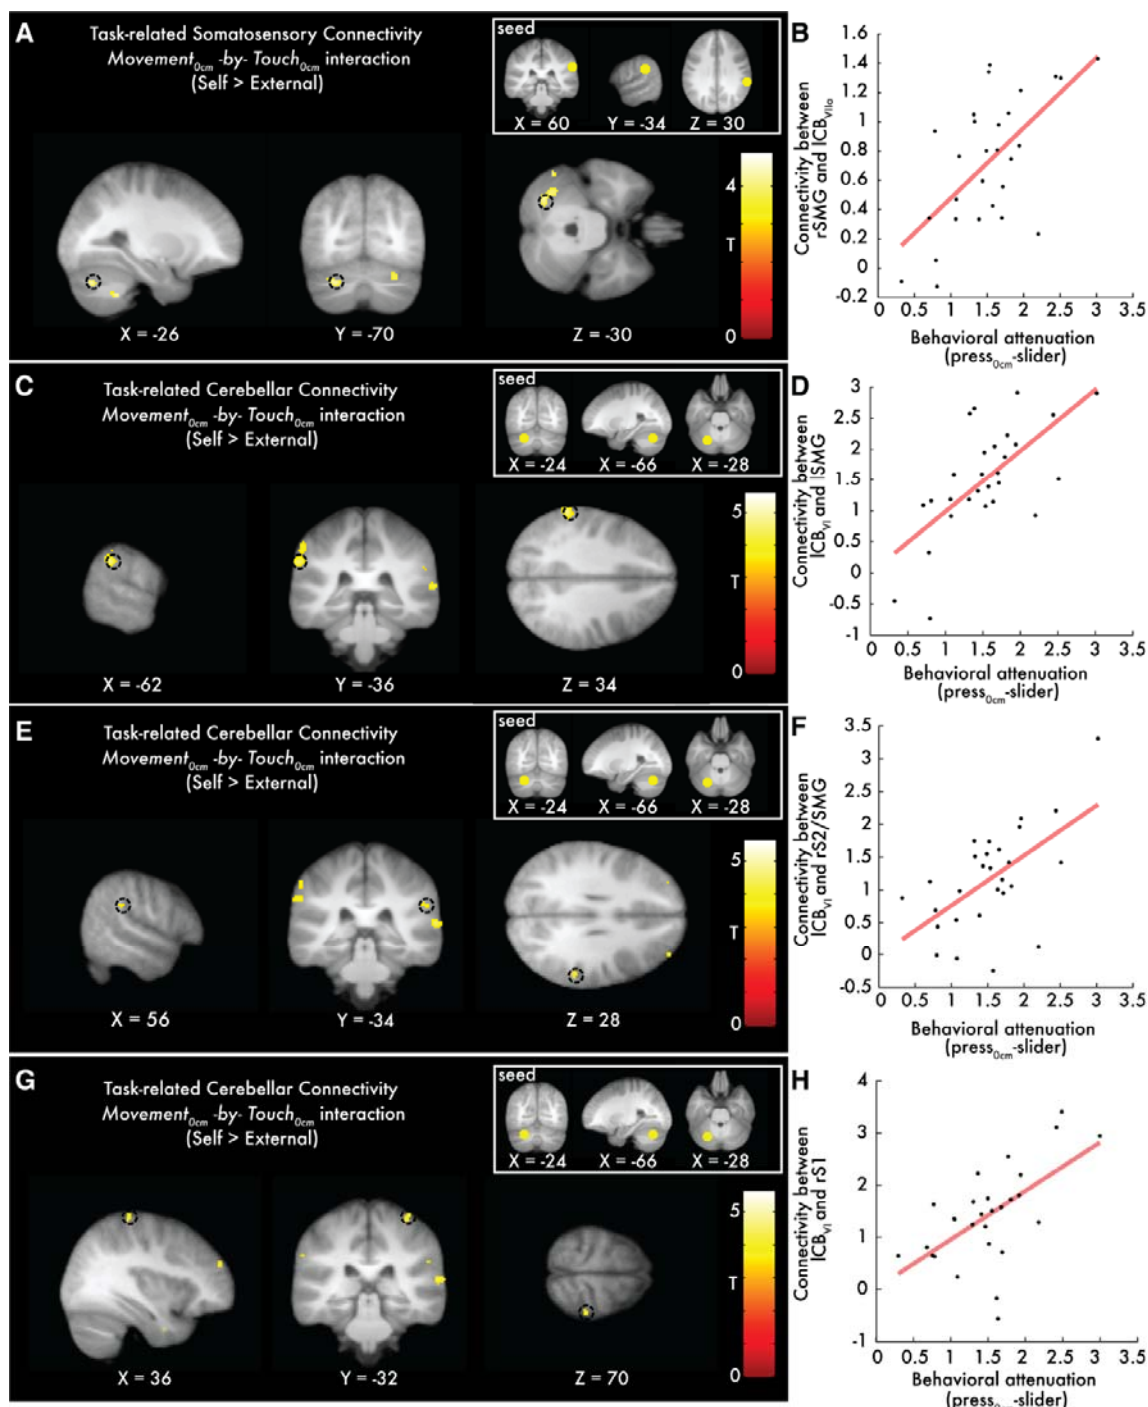 A
Task-related Somatosensory Connectivity
Movement0cm -by- Touch0cm interaction
(Self > External)
seed
X = 60
Y = -34
Z = 30
X = -26
Y = -70
Z = -30
4
T
0
B
Connectivity between
rSMG and lCBVIIa
1.6
1.4
1.2
1
0.8
0.6
0.4
0.2
0
-0.2
0 0.5 1 1.5 2 2.5 3 3.5
Behavioral attenuation
(press0cm-slider)
C
Task-related Cerebellar Connectivity
Movement0cm -by- Touch0cm interaction
(Self > External)
seed
X = -24
X = -66
X = -28
X = -62
Y = -36
Z = 34
5
T
0
D
Connectivity between
lCBVI and lSMG
3
2.5
2
1.5
1
0.5
0
-0.5
-1
0 0.5 1 1.5 2 2.5 3 3.5
Behavioral attenuation
(press0cm-slider)
E
Task-related Cerebellar Connectivity
Movement0cm -by- Touch0cm interaction
(Self > External)
seed
X = -24
X = -66
X = -28
X = 56
Y = -34
Z = 28
5
T
0
F
Connectivity between
lCBVI and rS2/SMG
3.5
3
2.5
2
1.5
1
0.5
0
-0.5
0 0.5 1 1.5 2 2.5 3 3.5
Behavioral attenuation
(press0cm-slider)
G
Task-related Cerebellar Connectivity
Movement0cm -by- Touch0cm interaction
(Self > External)
seed
X = -24
X = -66
X = -28
X = 36
Y = -32
Z = 70
5
T
0
H
Connectivity between
lCBVI and rS1
4
3
2
1
0
-1
0 0.5 1 1.5 2 2.5 3 3.5
Behavioral attenuation
(press0cm-slider)